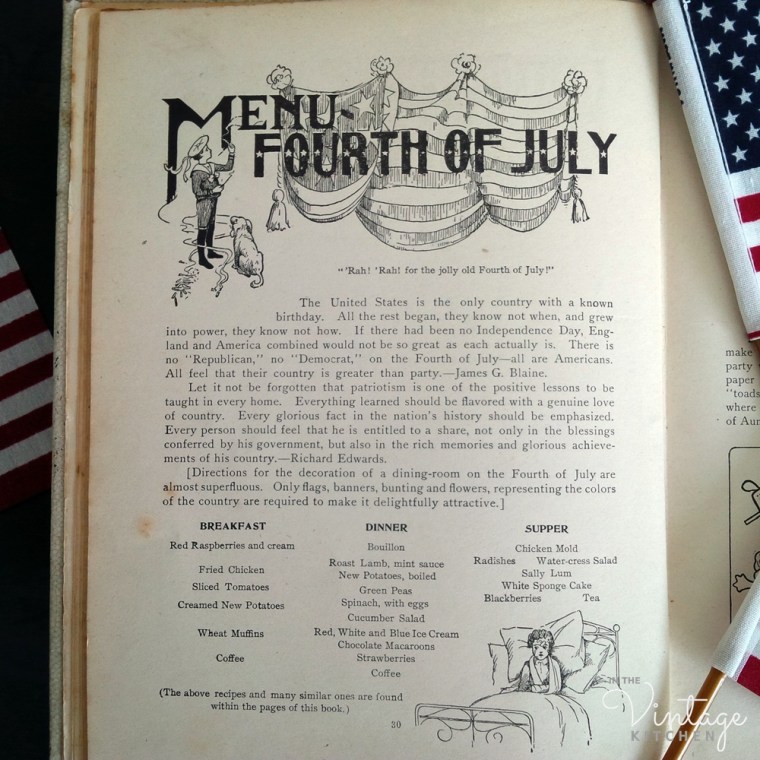 MENU-
FOURTH OF JULY
"'Rah! 'Rah! for the jolly old Fourth of July!"
The United States is the only country with a known
birthday. All the rest began, they know not when, and grew
into power, they know not how. If there had been no Independence Day, Eng-
land and America combined would not be so great as each actually is. There is
no "Republican," no "Democrat," on the Fourth of July—all are Americans.
All feel that their country is greater than party.—James G. Blaine.
Let it not be forgotten that patriotism is one of the positive lessons to be
taught in every home. Everything learned should be flavored with a genuine love
of country. Every glorious fact in the nation's history should be emphasized.
Every person should feel that he is entitled to a share, not only in the blessings
conferred by his government, but also in the rich memories and glorious achieve-
ments of his country.—Richard Edwards.
[Directions for the decoration of a dining-room on the Fourth of July are
almost superfluous. Only flags, banners, bunting and flowers, representing the colors
of the country are required to make it delightfully attractive.]
BREAKFAST
Red Raspberries and cream
Fried Chicken
Sliced Tomatoes
Creamed New Potatoes
Wheat Muffins
Coffee
DINNER
Bouillon
Roast Lamb, mint sauce
New Potatoes, boiled
Green Peas
Spinach, with eggs
Cucumber Salad
Red, White and Blue Ice Cream
Chocolate Macaroons
Strawberries
Coffee
SUPPER
Chicken Mold
Radishes Water-cress Salad
Sally Lum
White Sponge Cake
Blackberries Tea
(The above recipes and many similar ones are found
within the pages of this book.)
30
make
party
paper
"toads
where
of Aun
IN THE
Vintage
KITCHEN